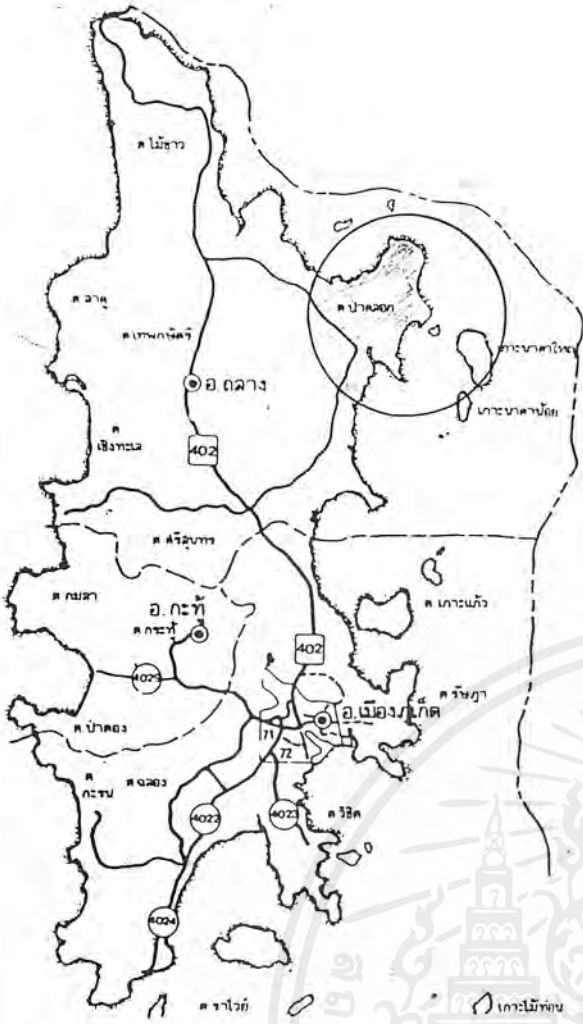 ต ไม้ขาว
ต ป่าคลอก
ต สาคู
ต เทพกษัตรี
เกาะนาคาใหญ่
อ.ถลาง
เกาะนาคาน้อย
ต
เชิงทะเล
402
ต ศรีสุนทร
ต กมลา
ต เกาะแก้ว
อ.กะทู้
ต กะทู้
402
4029
ต รัษฎา
ต ป่าตอง
อ.เมืองภูเก็ต
71
72
ต
กะรน
ต ฉลอง
4022
4023
ต วิชิต
4024
ต ราไวย์
เกาะไม้ท่อน